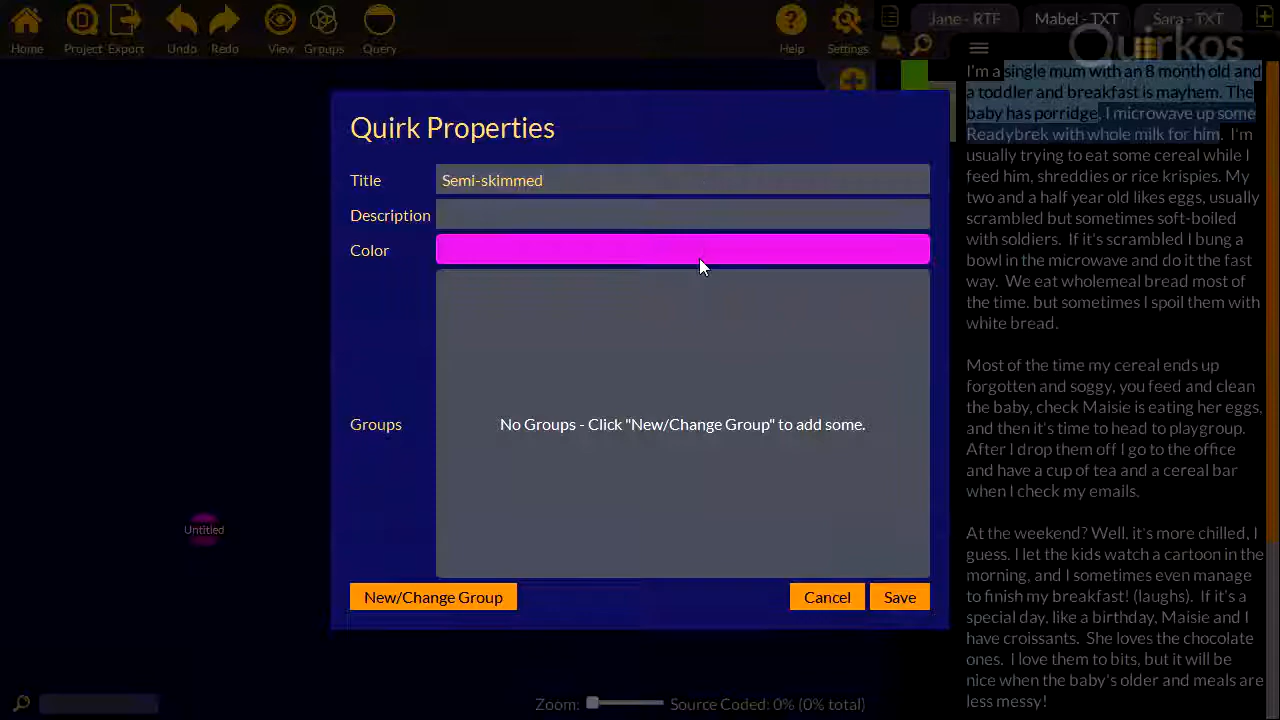 Home
Project
Export
Undo
Redo
View
Groups
Query
Help
Settings
Jane - RTF
Mabel - TXT
Sara - TXT
Quirkos
Quirk Properties
Title
Semi-skimmed
Description
Color
Groups
No Groups - Click "New/Change Group" to add some.
New/Change Group
Cancel
Save
Untitled
Zoom:
Source Coded: 0% (0% total)
I'm a single mum with an 8 month old and
a toddler and breakfast is mayhem. The
baby has porridge, I microwave up some
Readybrek with whole milk for him. I'm
usually trying to eat some cereal while I
feed him, shreddies or rice krispies. My
two and a half year old likes eggs, usually
scrambled but sometimes soft-boiled
with soldiers. If it's scrambled I bung a
bowl in the microwave and do it the fast
way. We eat wholemeal bread most of
the time, but sometimes I spoil them with
white bread.
Most of the time my cereal ends up
forgotten and soggy, you feed and clean
the baby, check Maisie is eating her eggs,
and then it's time to head to playgroup.
After I drop them off I go to the office
and have a cup of tea and a cereal bar
when I check my emails.
At the weekend? Well, it's more chilled, I
guess. I let the kids watch a cartoon in the
morning, and I sometimes even manage
to finish my breakfast! (laughs). If it's a
special day, like a birthday, Maisie and I
have croissants. She loves the chocolate
ones. I love them to bits, but it will be
nice when the baby's older and meals are
less messy!